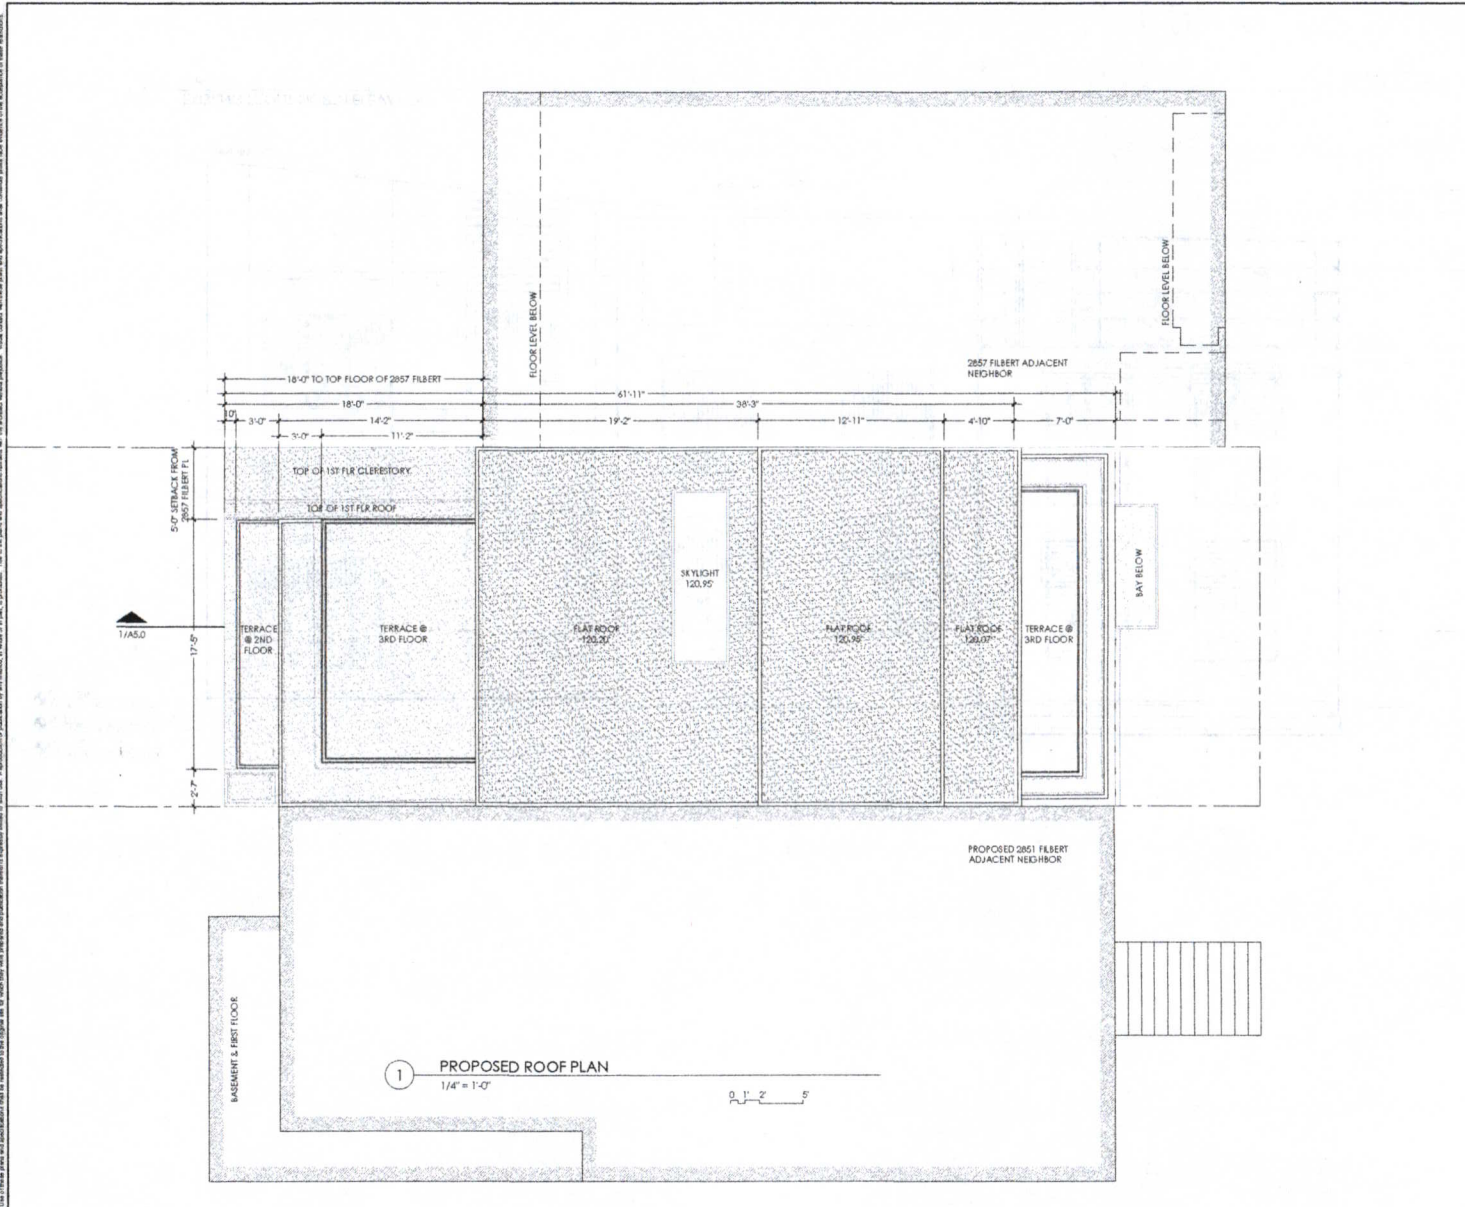 FLOOR LEVEL BELOW
FLOOR LEVEL BELOW
2857 FILBERT ADJACENT
NEIGHBOR
18'-0" TO TOP FLOOR OF 2857 FILBERT
61'-11"
18'-0"
38'-3"
10"
3'-0"
14'-2"
19'-2"
12'-11"
4'-10"
7'-0"
3'-0"
11'-2"
5'-0" SETBACK FROM
2857 FILBERT PL
TOP OF 1ST FLR CLERESTORY
TOP OF 1ST FLR ROOF
SKYLIGHT
120.95'
BAY BELOW
1/A5.0
17'-5"
TERRACE
@ 2ND
FLOOR
TERRACE @
3RD FLOOR
FLAT ROOF
120.20'
FLAT ROOF
120.95'
FLAT ROOF
120.07'
TERRACE @
3RD FLOOR
2'-7"
PROPOSED 2851 FILBERT
ADJACENT NEIGHBOR
BASEMENT & FIRST FLOOR
1
PROPOSED ROOF PLAN
1/4" = 1'-0"
0 1' 2' 5'